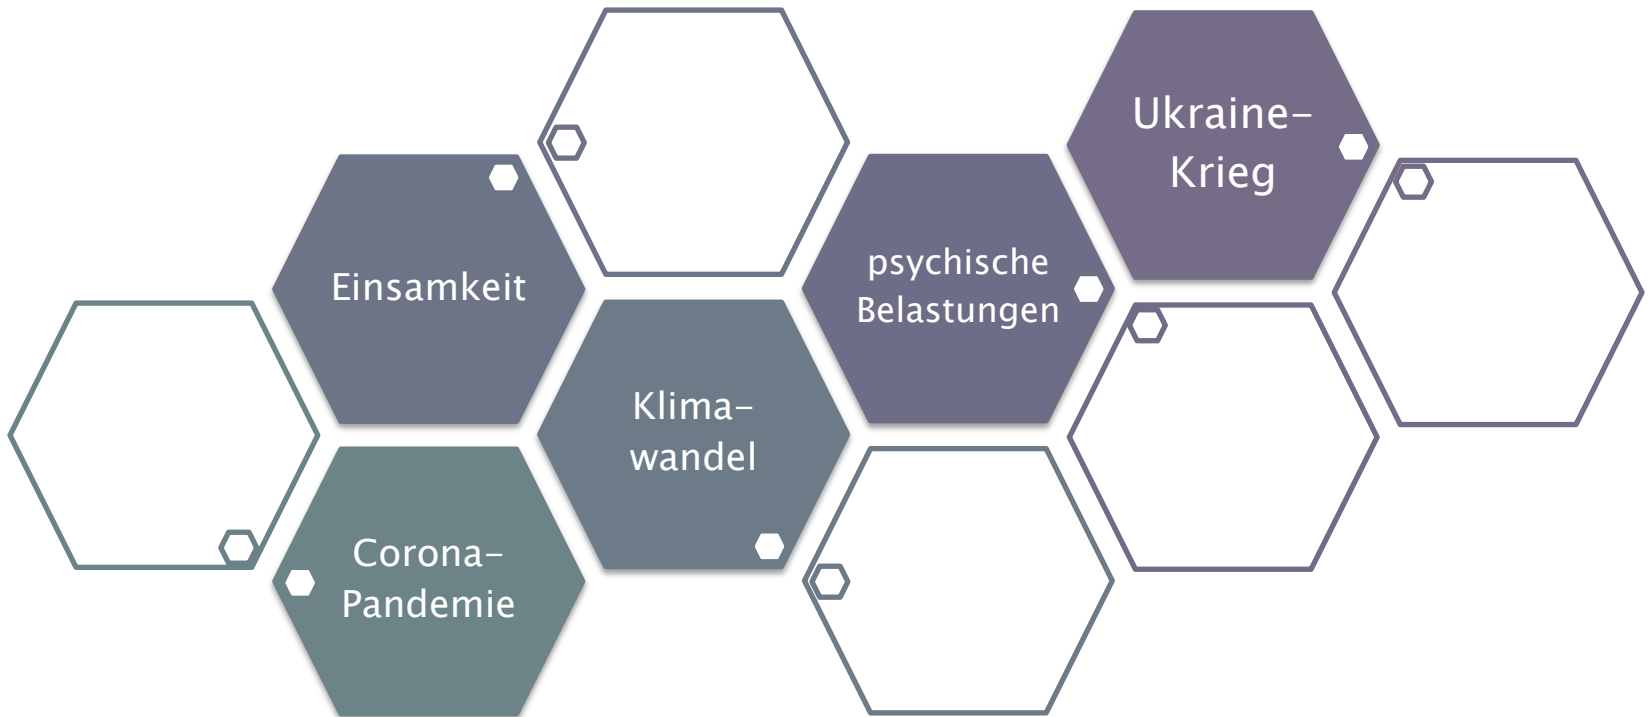 Ukraine-
Krieg
psychische
Belastungen
Einsamkeit
Klima-
wandel
Corona-
Pandemie